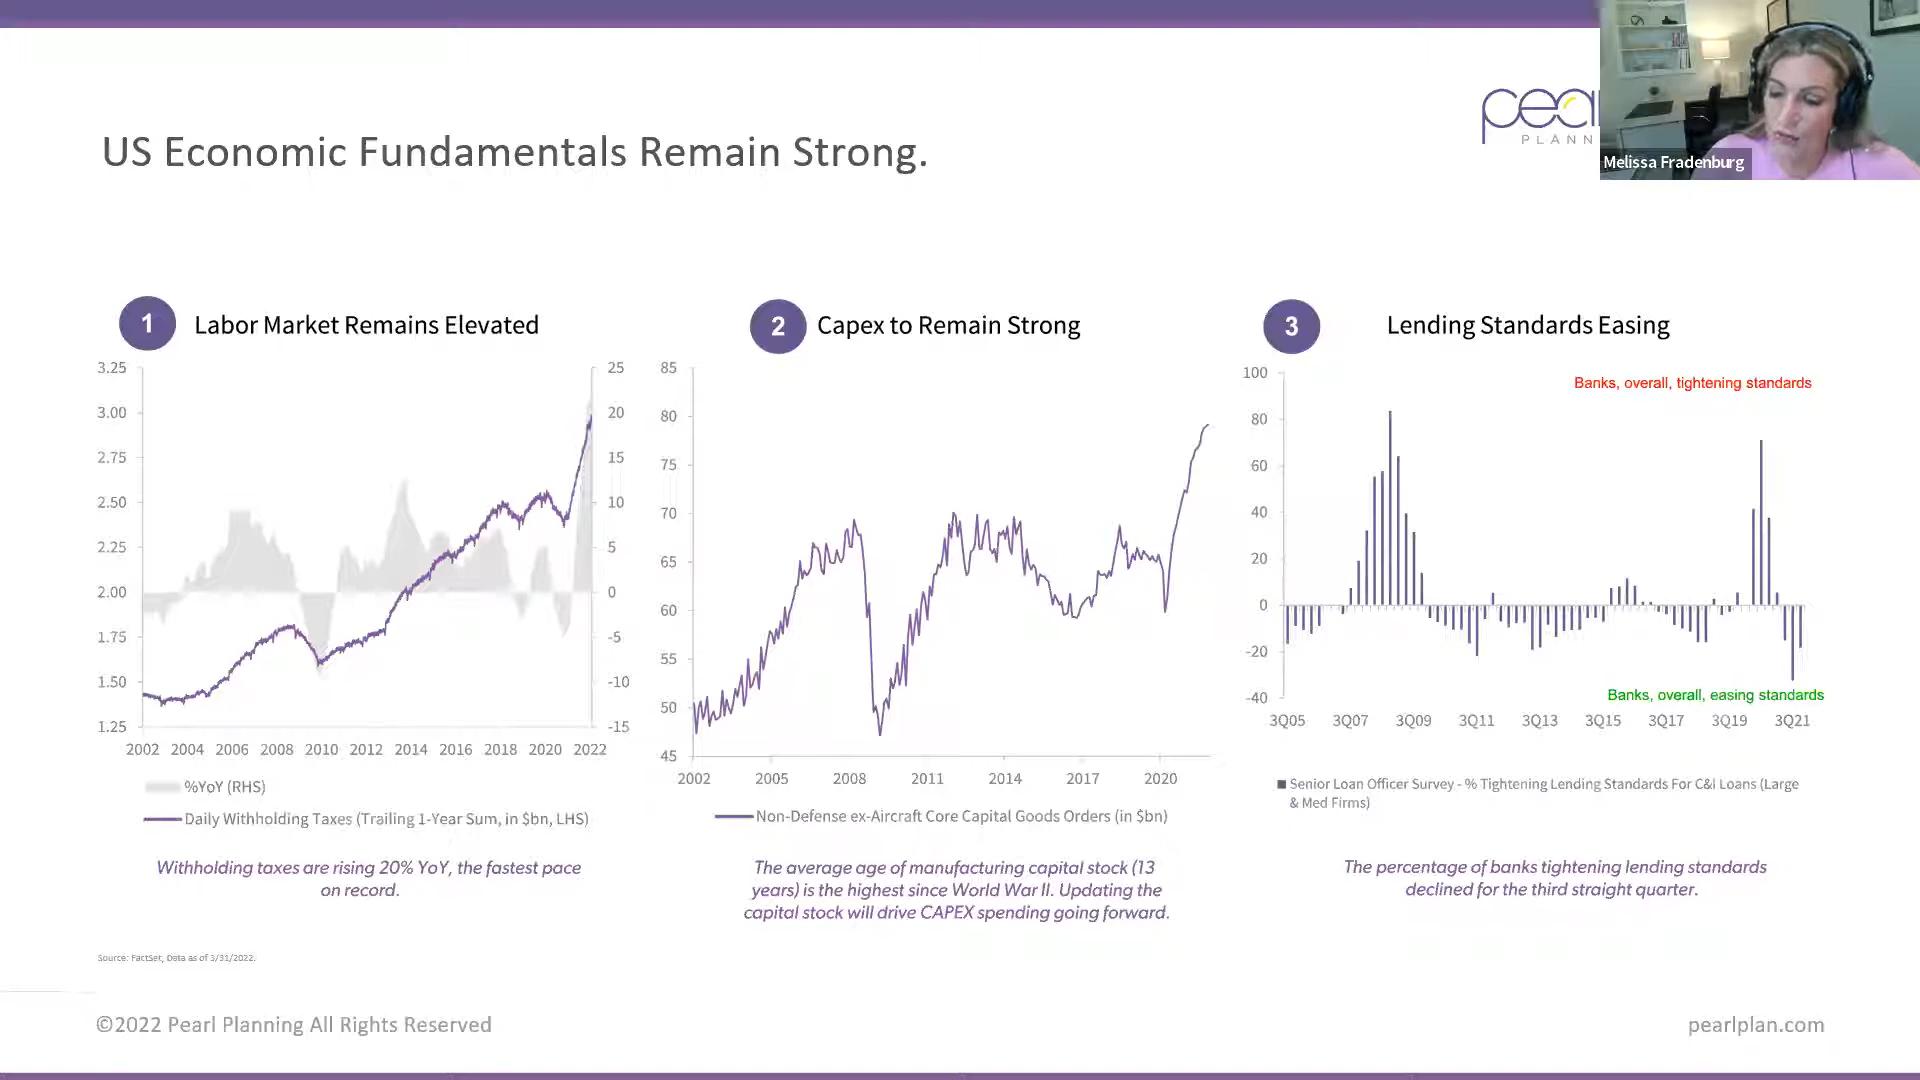 pea
PLANN
Melissa Fradenburg
US Economic Fundamentals Remain Strong.
1
Labor Market Remains Elevated
3.25
3.00
2.75
2.50
2.25
2.00
1.75
1.50
1.25
25
20
15
10
5
0
-5
-10
-15
2002 2004 2006 2008 2010 2012 2014 2016 2018 2020 2022
%YoY (RHS)
Daily Withholding Taxes (Trailing 1-Year Sum, in $bn, LHS)
Withholding taxes are rising 20% YoY, the fastest pace
on record.
2
Capex to Remain Strong
85
80
75
70
65
60
55
50
45
2002 2005 2008 2011 2014 2017 2020
Non-Defense ex-Aircraft Core Capital Goods Orders (in $bn)
The average age of manufacturing capital stock (13
years) is the highest since World War II. Updating the
capital stock will drive CAPEX spending going forward.
3
Lending Standards Easing
100
80
60
40
20
0
-20
-40
Banks, overall, tightening standards
Banks, overall, easing standards
3Q05 3Q07 3Q09 3Q11 3Q13 3Q15 3Q17 3Q19 3Q21
Senior Loan Officer Survey - % Tightening Lending Standards For C&I Loans (Large
& Med Firms)
The percentage of banks tightening lending standards
declined for the third straight quarter.
Source: FactSet, Data as of 3/31/2022.
©2022 Pearl Planning All Rights Reserved
pearlplan.com